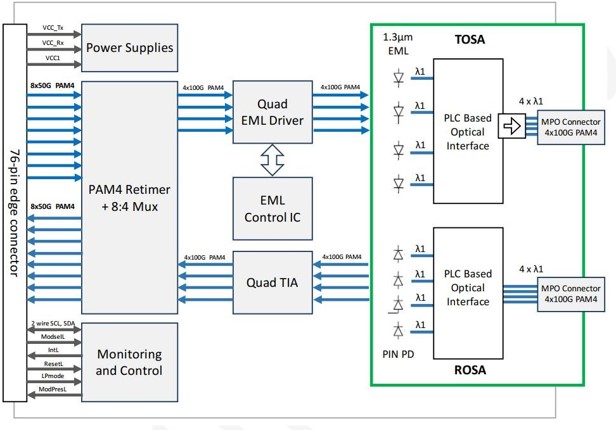 VCC_Tx
VCC_Rx
VCC1
Power Supplies
76-pin edge connector
8x50G PAM4
8x50G PAM4
PAM4 Retimer
+ 8:4 Mux
4x100G PAM4
4x100G PAM4
Quad
EML Driver
EML
Control IC
4x100G PAM4
4x100G PAM4
Quad TIA
2 wire SCL, SDA
ModselL
IntL
ResetL
LPmode
ModPresL
Monitoring
and Control
1.3µm
EML
TOSA
λ1
λ1
λ1
λ1
PLC Based
Optical
Interface
4 x λ1
MPO Connector
4x100G PAM4
λ1
λ1
λ1
λ1
PLC Based
Optical
Interface
4 x λ1
MPO Connector
4x100G PAM4
PIN PD
ROSA